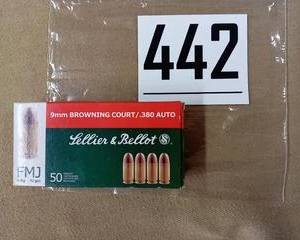 442
9mm BROWNING COURT/.380 AUTO
Sellier & Bellot
FMJ
50